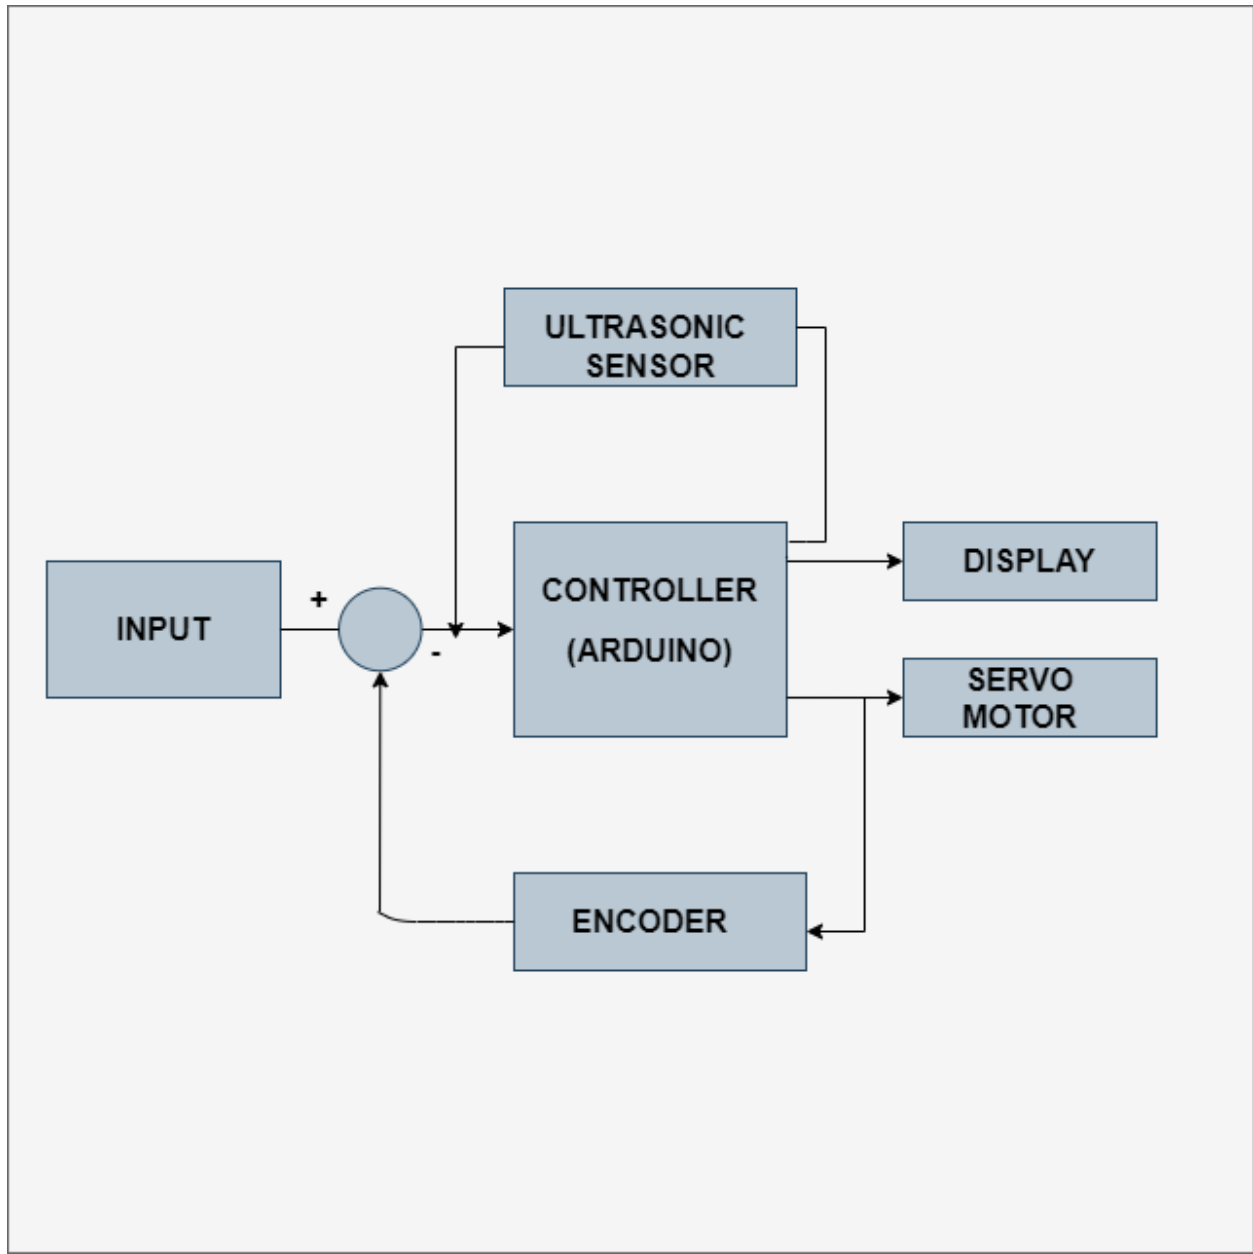 ULTRASONIC
SENSOR
INPUT
+
-
CONTROLLER
(ARDUINO)
DISPLAY
SERVO
MOTOR
ENCODER